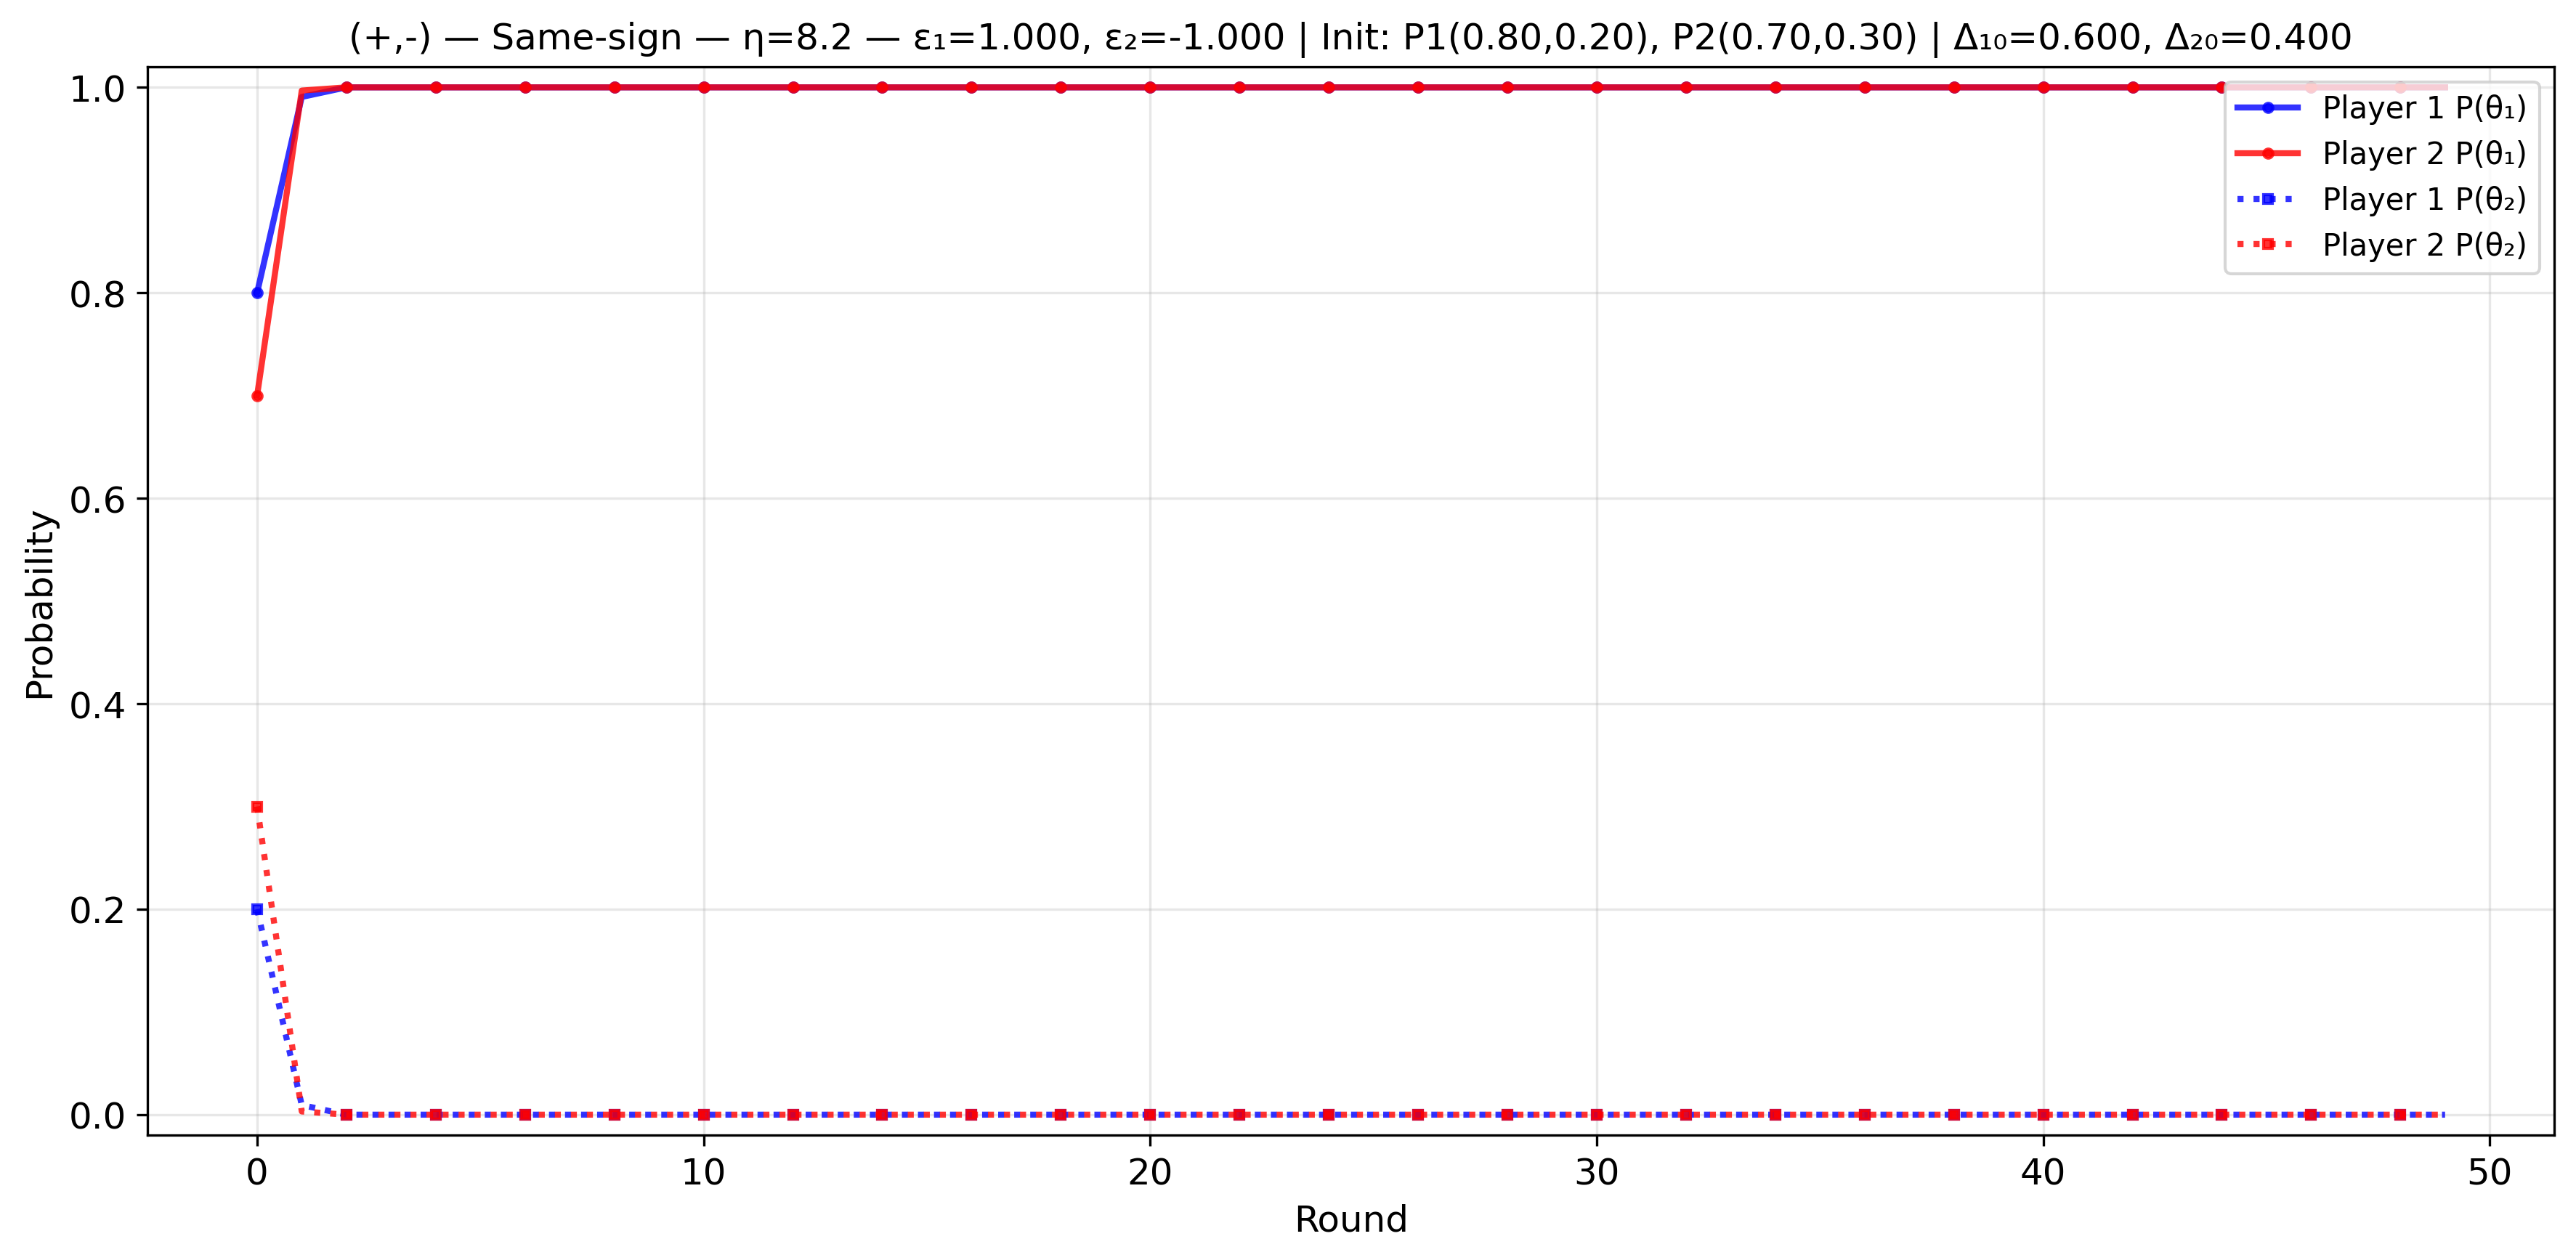 (+,-) — Same-sign — η=8.2 — ε₁=1.000, ε₂=-1.000 | Init: P1(0.80,0.20), P2(0.70,0.30) | Δ₁₀=0.600, Δ₂₀=0.400
1.0
0.8
0.6
0.4
0.2
0.0
Probability
Player 1 P(θ₁)
Player 2 P(θ₁)
Player 1 P(θ₂)
Player 2 P(θ₂)
0 10 20 30 40 50
Round